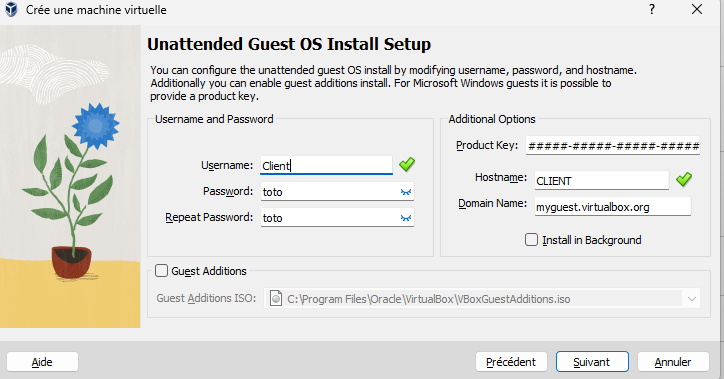 Crée une machine virtuelle
Unattended Guest OS Install Setup
You can configure the unattended guest OS install by modifying username, password, and hostname.
Additionally you can enable guest additions install. For Microsoft Windows guests it is possible to
provide a product key.
Username and Password
Username: Client
Password: toto
Repeat Password: toto
Additional Options
Product Key: #####-#####-#####-#####
Hostname: CLIENT
Domain Name: myguest.virtualbox.org
Install in Background
Guest Additions
Guest Additions ISO: C:\Program Files\Oracle\VirtualBox\VBoxGuestAdditions.iso
Aide
Précédent
Suivant
Annuler